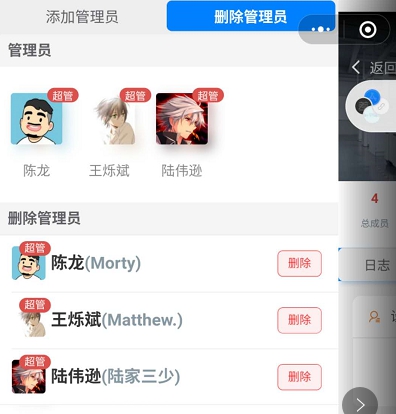 添加管理员
删除管理员
管理员
返回
超管
超管
超管
陈龙
王烁斌
陆伟逊
4
总成员
删除管理员
超管
陈龙(Morty)
删除
日志
超管
王烁斌(Matthew.)
删除
超管
陆伟逊(陆家三少)
删除